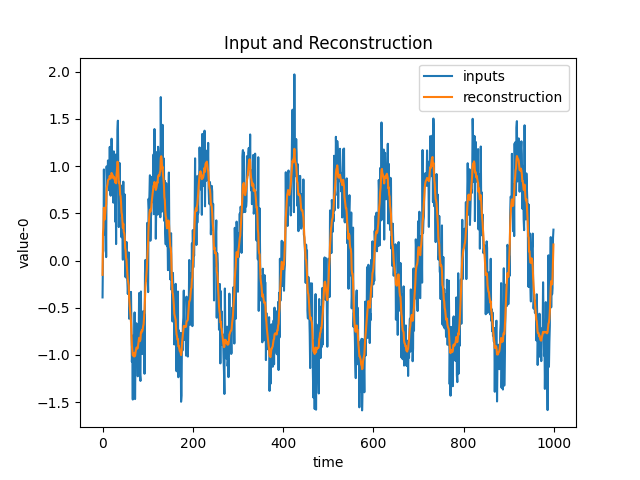 Input and Reconstruction
inputs
reconstruction
2.0
1.5
1.0
0.5
0.0
−0.5
−1.0
−1.5
value-0
0 200 400 600 800 1000
time